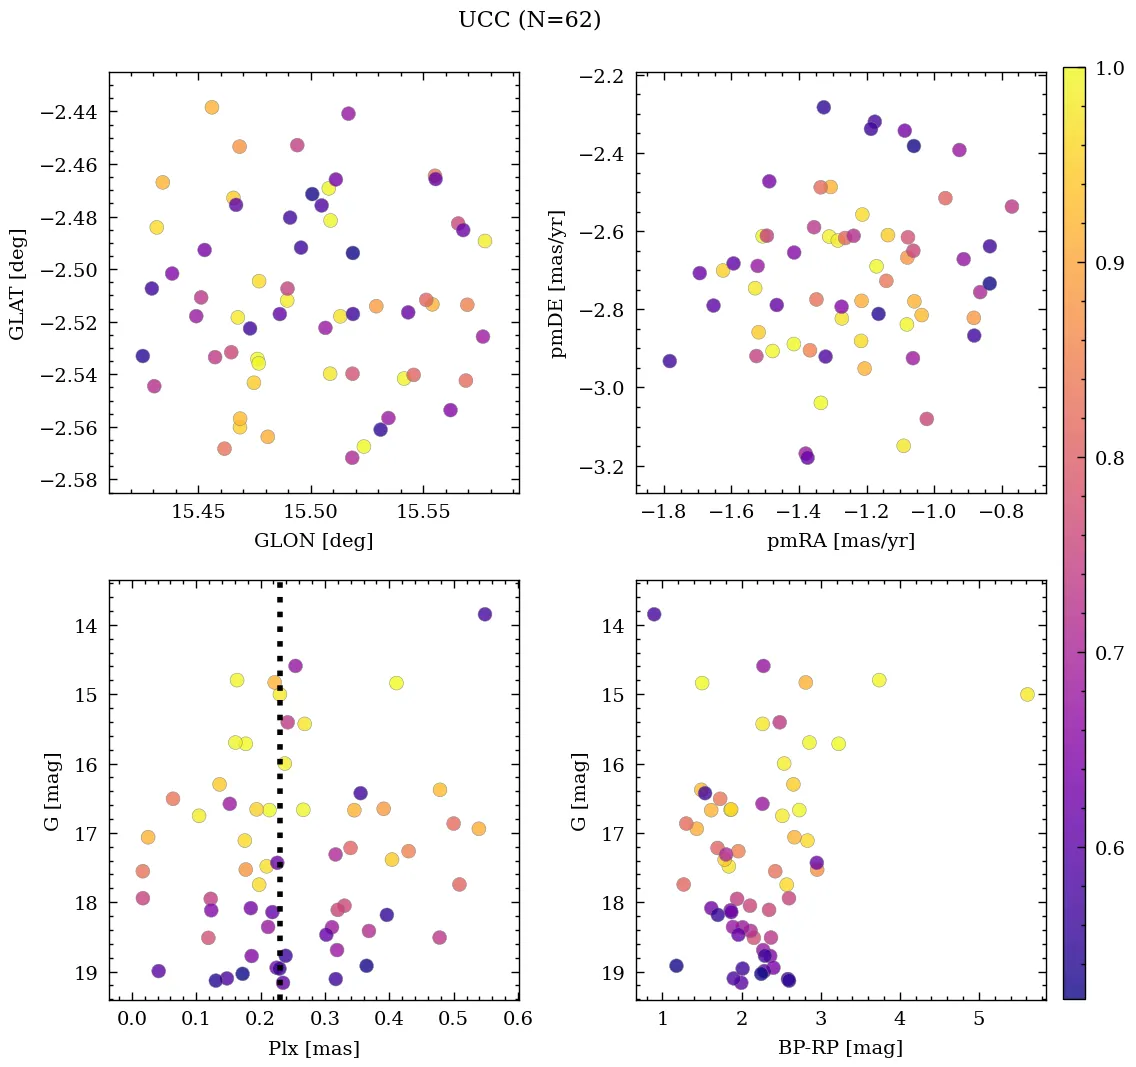 UCC (N=62)
−2.44
−2.46
−2.48
−2.50
−2.52
−2.54
−2.56
−2.58
GLAT [deg]
15.45 15.50 15.55
GLON [deg]
−2.2
−2.4
−2.6
−2.8
−3.0
−3.2
pmDE [mas/yr]
−1.8 −1.6 −1.4 −1.2 −1.0 −0.8
pmRA [mas/yr]
14
15
16
17
18
19
G [mag]
0.0 0.1 0.2 0.3 0.4 0.5 0.6
Plx [mas]
14
15
16
17
18
19
G [mag]
1 2 3 4 5
BP-RP [mag]
1.0
0.9
0.8
0.7
0.6